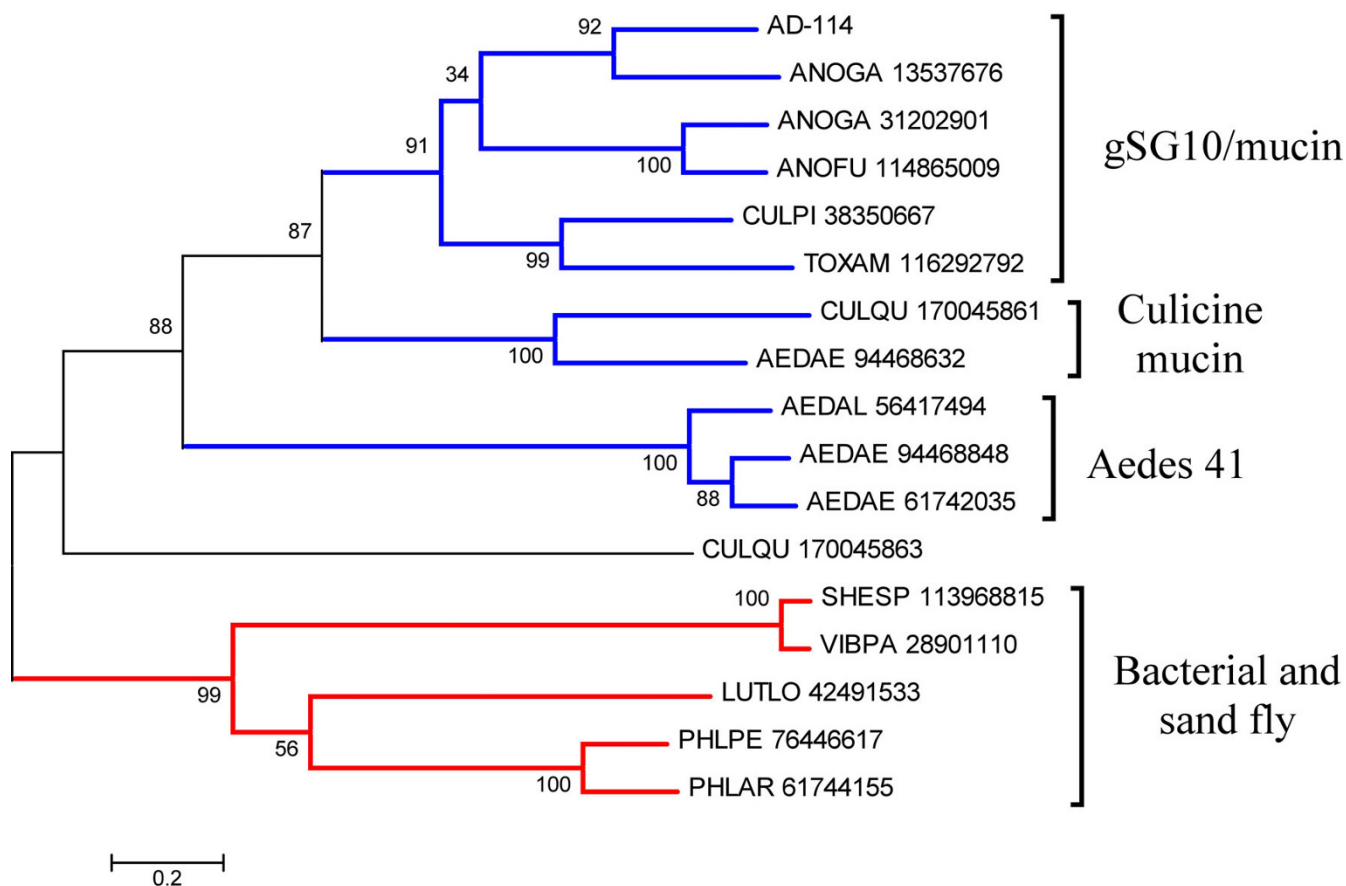 92
AD-114
ANOGA 13537676
34
ANOGA 31202901
91
100
ANOFU 114865009
gSG10/mucin
CULPI 38350667
87
99
TOXAM 116292792
CULQU 170045861
Culicine
mucin
88
100
AEDAE 94468632
AEDAL 56417494
100
AEDAE 94468848
Aedes 41
88
AEDAE 61742035
CULQU 170045863
100
SHESP 113968815
VIBPA 28901110
Bacterial and
sand fly
99
LUTLO 42491533
56
PHLPE 76446617
100
PHLAR 61744155
0.2